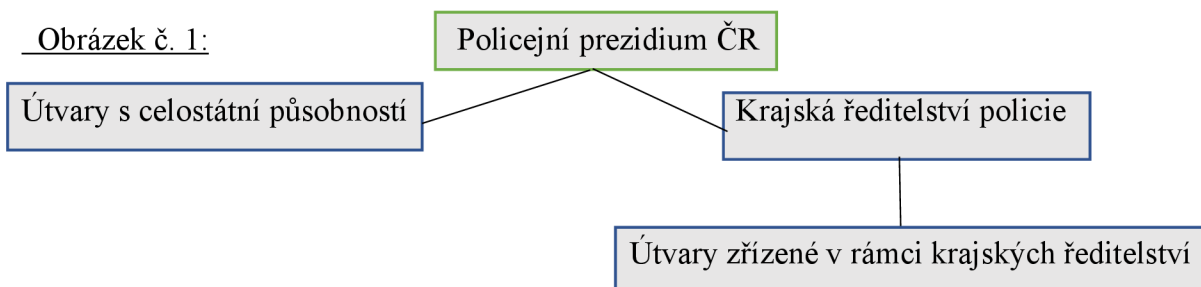 Obrázek č. 1:
Policejní prezidium ČR
Útvary s celostátní působností
Krajská ředitelství policie
Útvary zřízené v rámci krajských ředitelství